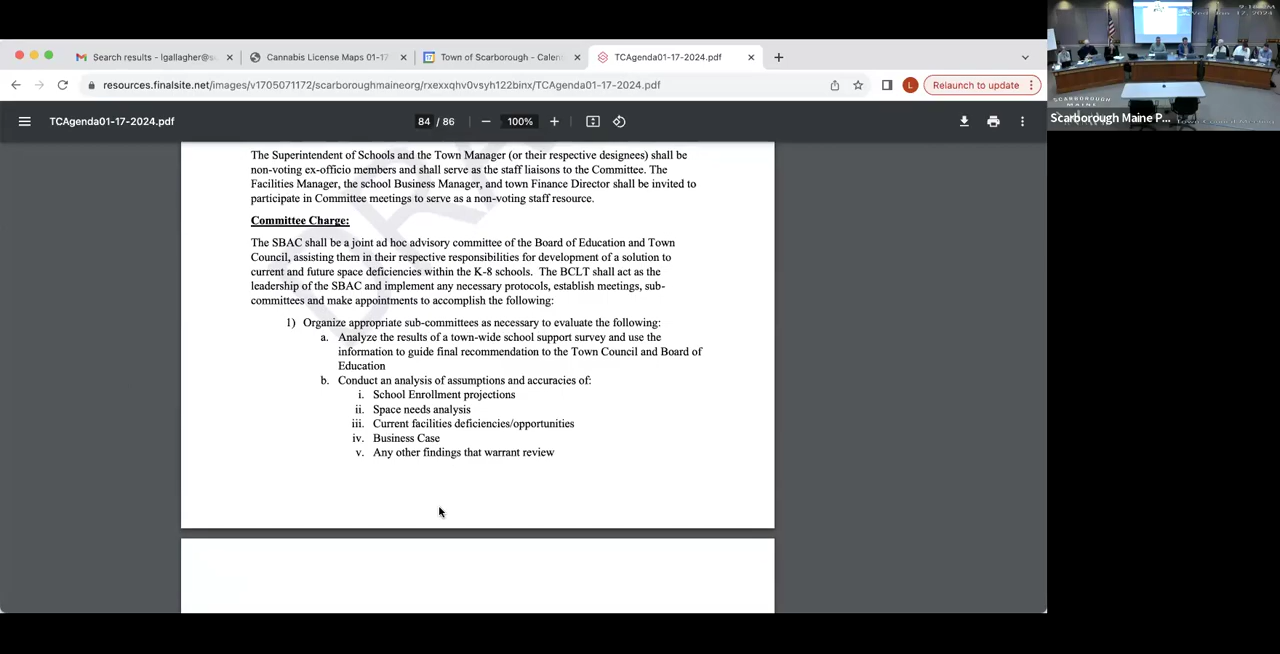 Search results - lgallagher@s
Cannabis License Maps 01-17
Town of Scarborough - Calen
TCAgenda01-17-2024.pdf
resources.finalsite.net/images/v1705071172/scarboroughmaineorg/rxexxqhv0vsyh122binx/TCAgenda01-17-2024.pdf
L
Relaunch to update
TCAgenda01-17-2024.pdf
84 / 86
100%
The Superintendent of Schools and the Town Manager (or their respective designees) shall be
non-voting ex-officio members and shall serve as the staff liaisons to the Committee. The
Facilities Manager, the school Business Manager, and town Finance Director shall be invited to
participate in Committee meetings to serve as a non-voting staff resource.
Committee Charge:
The SBAC shall be a joint ad hoc advisory committee of the Board of Education and Town
Council, assisting them in their respective responsibilities for development of a solution to
current and future space deficiencies within the K-8 schools. The BCLT shall act as the
leadership of the SBAC and implement any necessary protocols, establish meetings, sub-
committees and make appointments to accomplish the following:
1) Organize appropriate sub-committees as necessary to evaluate the following:
a. Analyze the results of a town-wide school support survey and use the
information to guide final recommendation to the Town Council and Board of
Education
b. Conduct an analysis of assumptions and accuracies of:
i. School Enrollment projections
ii. Space needs analysis
iii. Current facilities deficiencies/opportunities
iv. Business Case
v. Any other findings that warrant review
SCARBOROUGH
MAINE
Scarborough Maine P...
Town Council Meeting